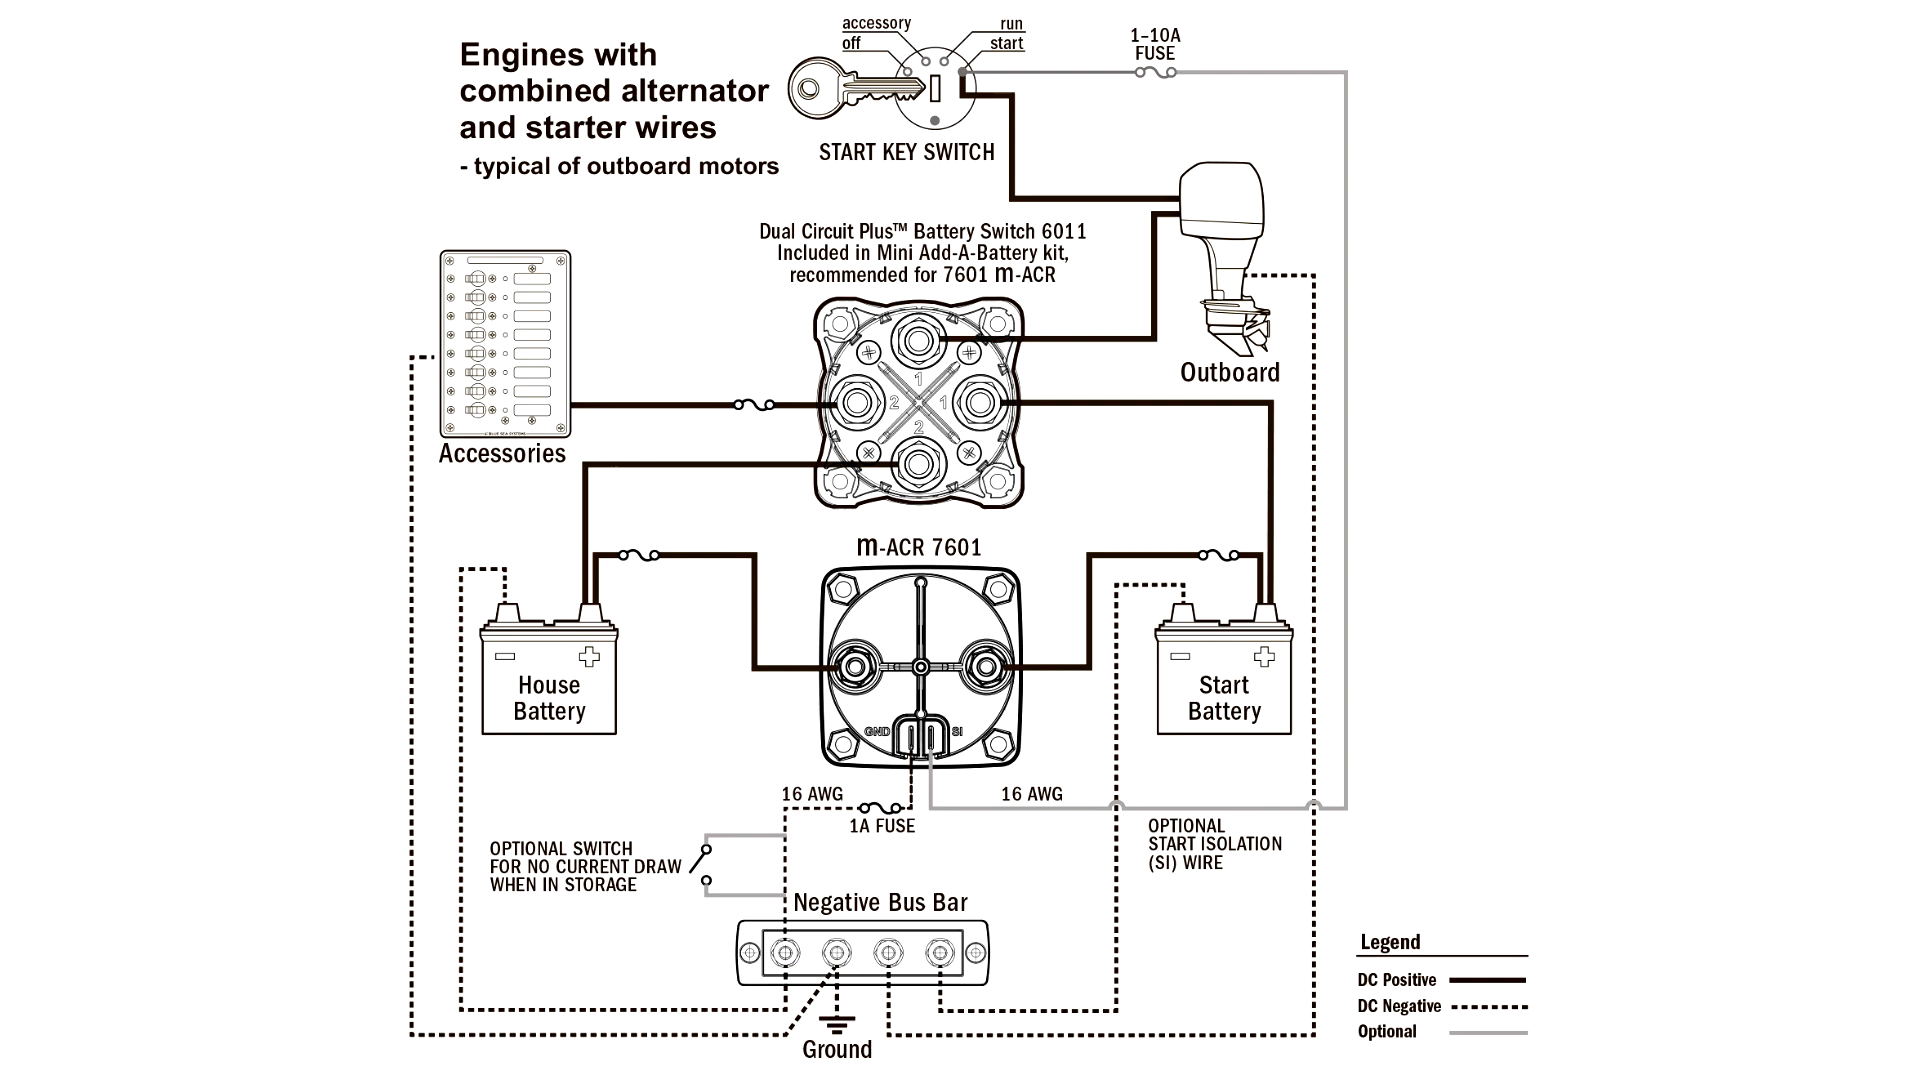 Engines with
combined alternator
and starter wires
- typical of outboard motors
accessory
off
run
start
START KEY SWITCH
1–10A
FUSE
Dual Circuit Plus™ Battery Switch 6011
Included in Mini Add-A-Battery kit,
recommended for 7601 m-ACR
1
2
1
2
Outboard
Accessories
BLUE SEA SYSTEMS
m-ACR 7601
House
Battery
Start
Battery
GND
SI
16 AWG
16 AWG
1A FUSE
OPTIONAL SWITCH
FOR NO CURRENT DRAW
WHEN IN STORAGE
OPTIONAL
START ISOLATION
(SI) WIRE
Negative Bus Bar
Ground
Legend
DC Positive
DC Negative
Optional